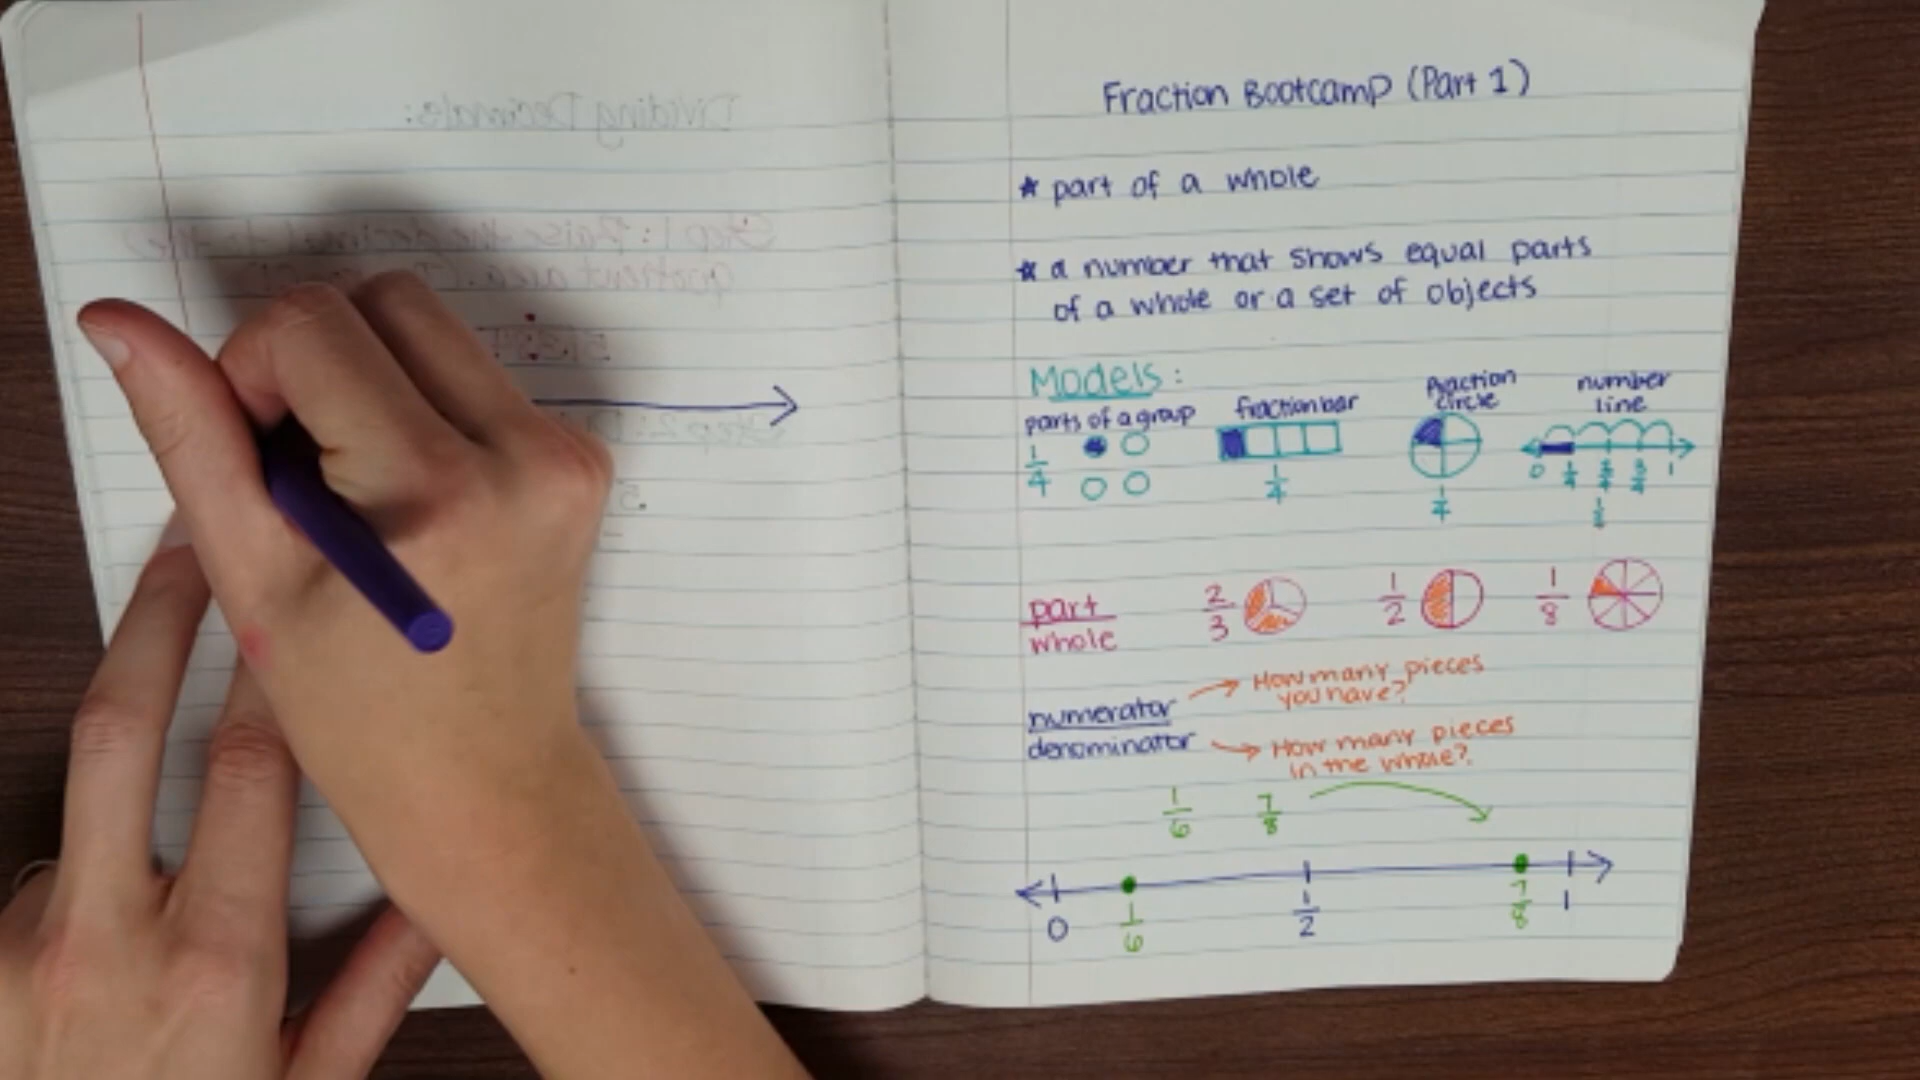 Dividing Decimals:
Fraction Bootcamp (Part 1)
* part of a whole
* a number that shows equal parts
of a whole or a set of objects
Models:
parts of a group
1/4
fraction bar
1/4
fraction
circle
1/4
number
line
0 1/4 2/4 3/4 1
1/2
part
whole
2/3 1/2 1/8
numerator → How many pieces
you have?
denominator → How many pieces
in the whole?
1/6 7/8
0 1/6 1/2 7/8 1